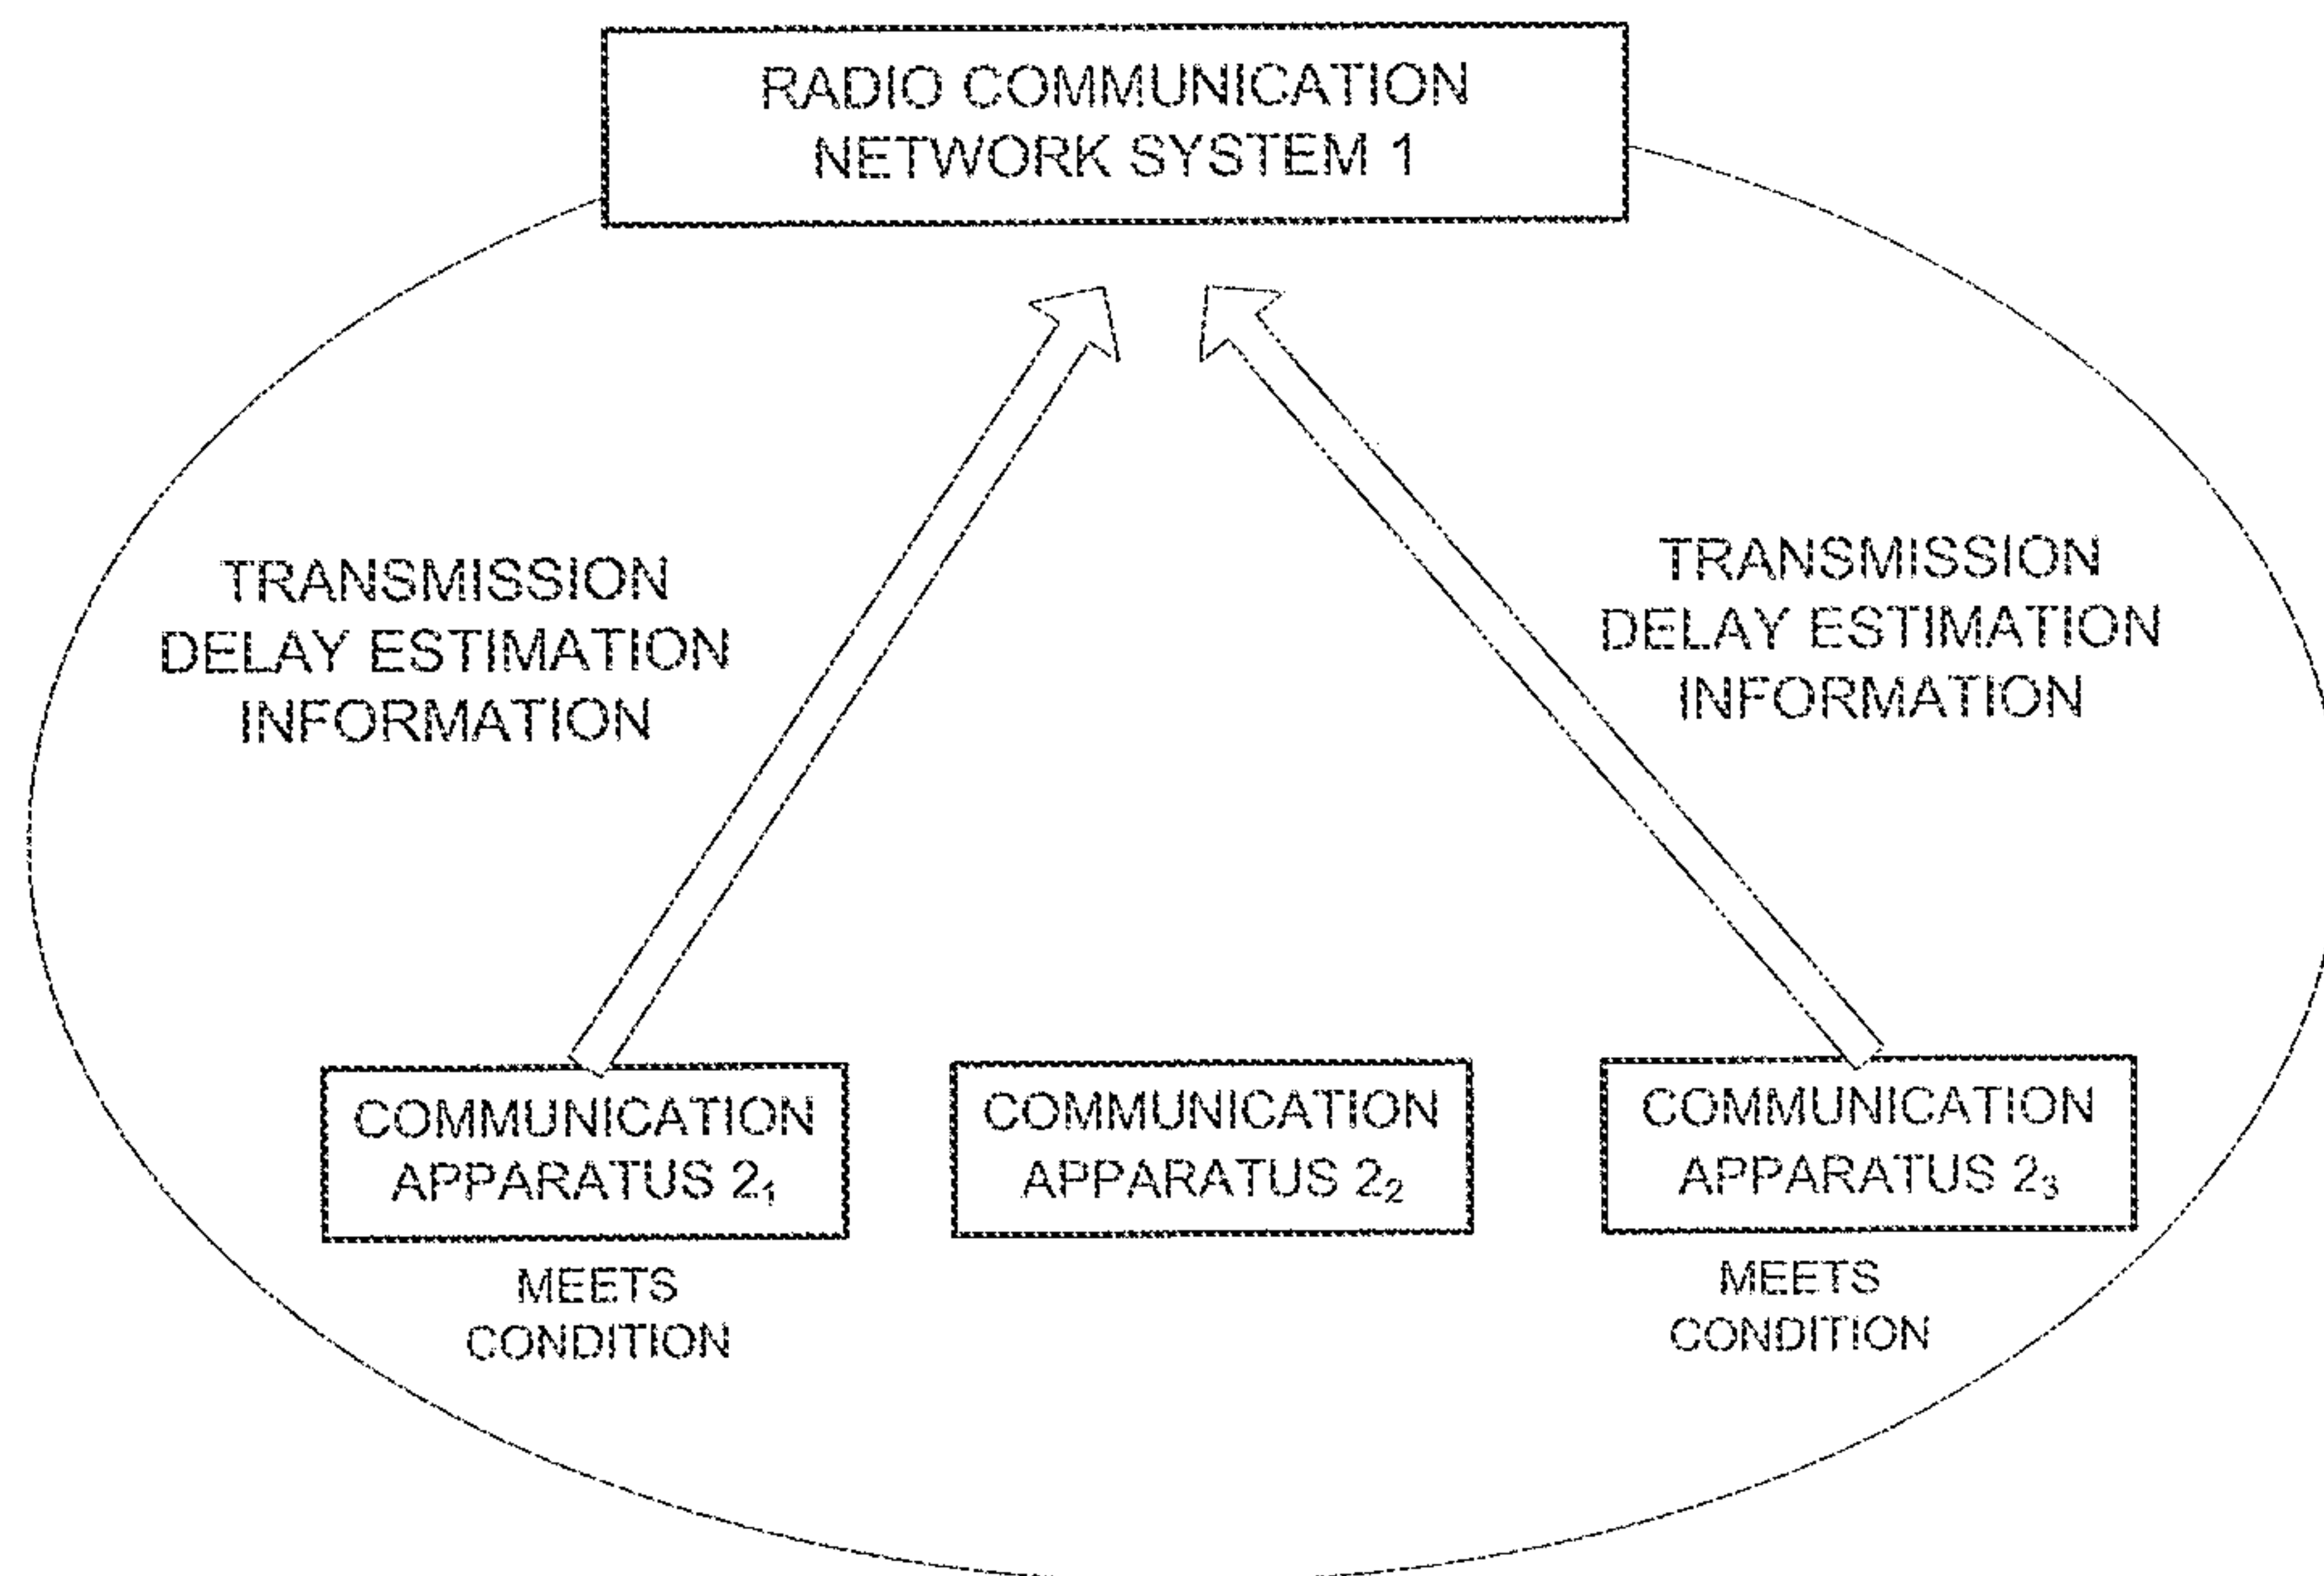 RADIO COMMUNICATION
NETWORK SYSTEM 1
TRANSMISSION
DELAY ESTIMATION
INFORMATION
TRANSMISSION
DELAY ESTIMATION
INFORMATION
COMMUNICATION
APPARATUS 2₁
MEETS
CONDITION
COMMUNICATION
APPARATUS 2₂
COMMUNICATION
APPARATUS 2₃
MEETS
CONDITION